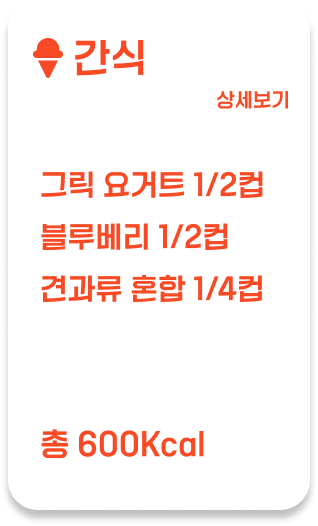 간식
상세보기
그릭 요거트 1/2컵
블루베리 1/2컵
견과류 혼합 1/4컵
총 600Kcal